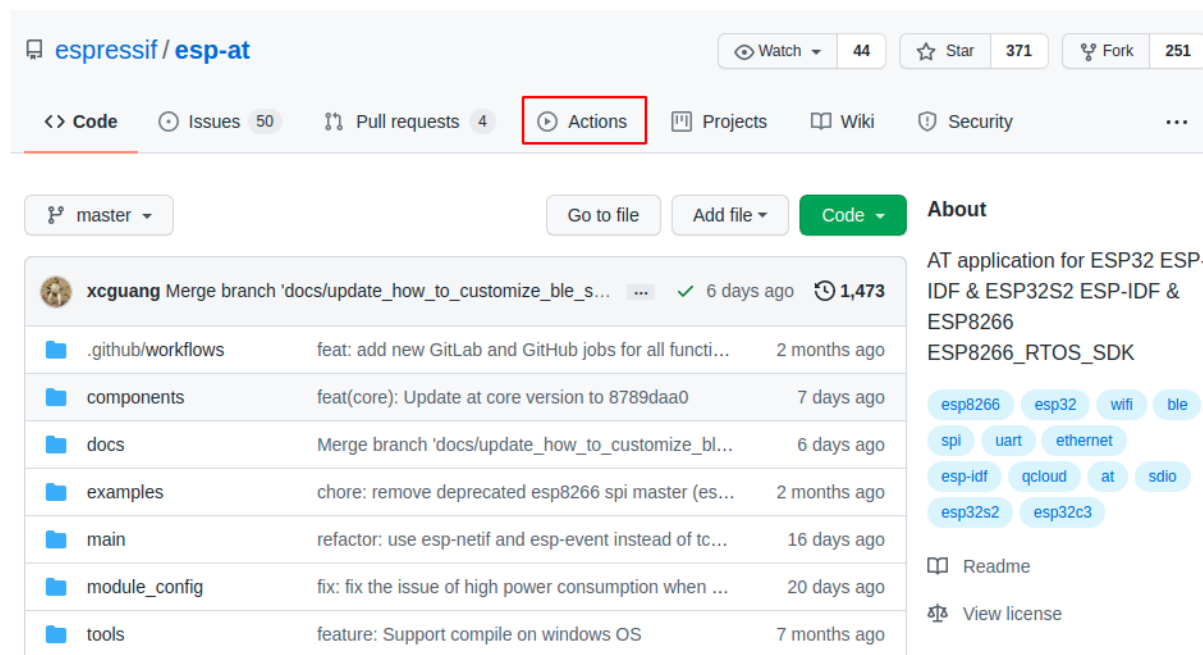 espressif / esp-at
Watch 44 Star 371 Fork 251
Code Issues 50 Pull requests 4 Actions Projects Wiki Security ...
master Go to file Add file Code
xcguang Merge branch 'docs/update_how_to_customize_ble_s... ... 6 days ago 1,473
.github/workflows feat: add new GitLab and GitHub jobs for all functi... 2 months ago
components feat(core): Update at core version to 8789daa0 7 days ago
docs Merge branch 'docs/update_how_to_customize_bl... 6 days ago
examples chore: remove deprecated esp8266 spi master (es... 2 months ago
main refactor: use esp-netif and esp-event instead of tc... 16 days ago
module_config fix: fix the issue of high power consumption when ... 20 days ago
tools feature: Support compile on windows OS 7 months ago
About
AT application for ESP32 ESP-
IDF & ESP32S2 ESP-IDF &
ESP8266
ESP8266_RTOS_SDK
esp8266 esp32 wifi ble
spi uart ethernet
esp-idf qcloud at sdio
esp32s2 esp32c3
Readme
View license